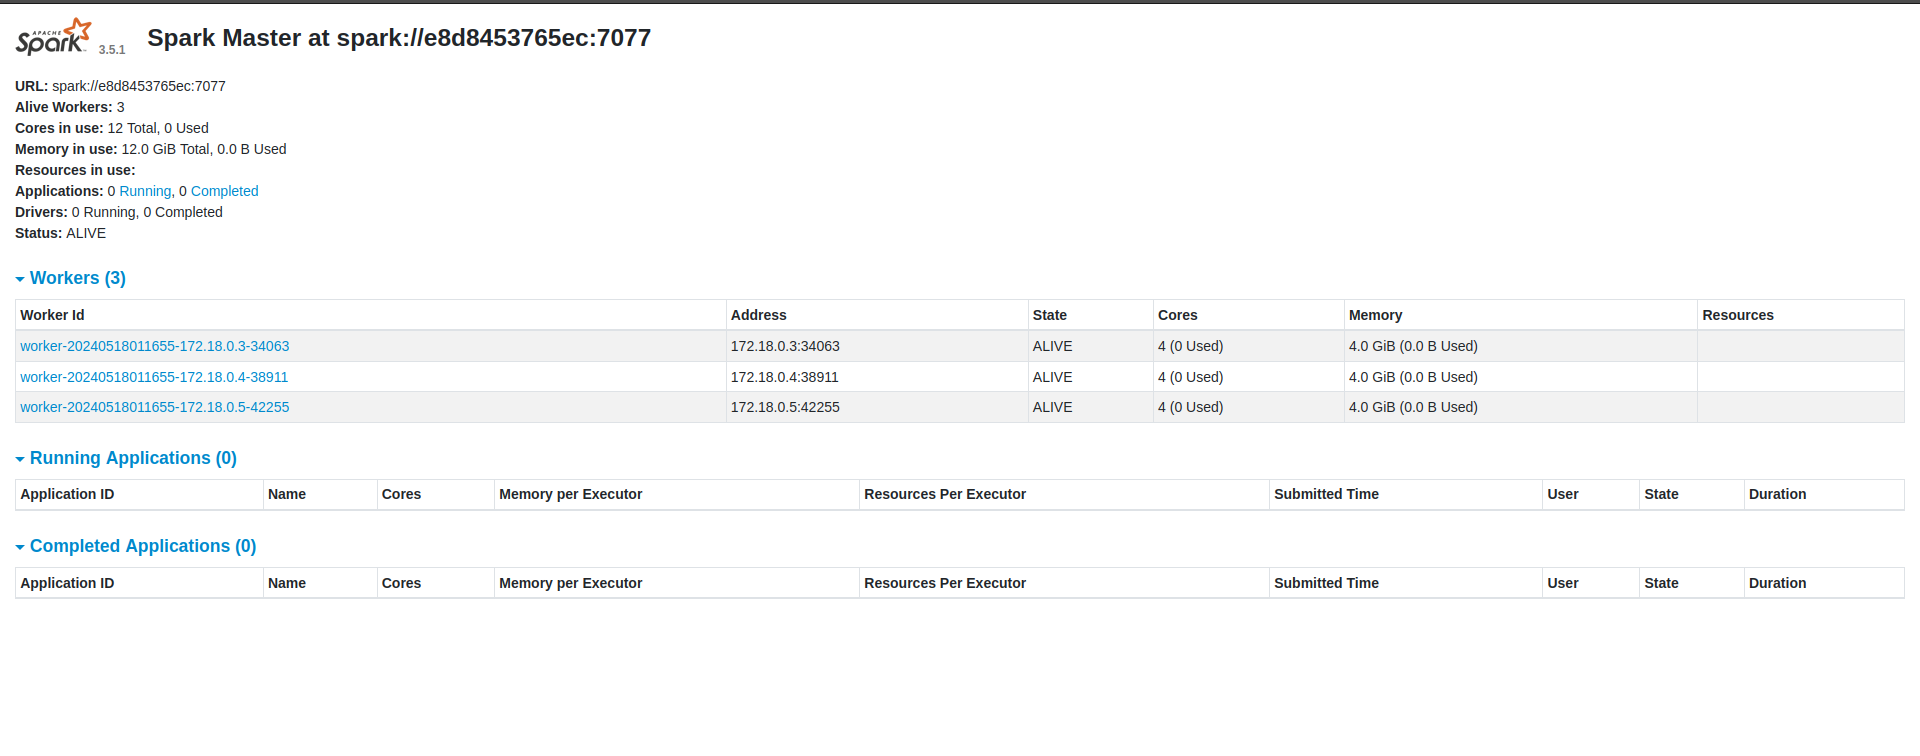 APACHE
Spark 3.5.1 Spark Master at spark://e8d8453765ec:7077
URL: spark://e8d8453765ec:7077
Alive Workers: 3
Cores in use: 12 Total, 0 Used
Memory in use: 12.0 GiB Total, 0.0 B Used
Resources in use:
Applications: 0 Running, 0 Completed
Drivers: 0 Running, 0 Completed
Status: ALIVE
Workers (3)
Worker Id Address State Cores Memory Resources
worker-20240518011655-172.18.0.3-34063 172.18.0.3:34063 ALIVE 4 (0 Used) 4.0 GiB (0.0 B Used)
worker-20240518011655-172.18.0.4-38911 172.18.0.4:38911 ALIVE 4 (0 Used) 4.0 GiB (0.0 B Used)
worker-20240518011655-172.18.0.5-42255 172.18.0.5:42255 ALIVE 4 (0 Used) 4.0 GiB (0.0 B Used)
Running Applications (0)
Application ID Name Cores Memory per Executor Resources Per Executor Submitted Time User State Duration
Completed Applications (0)
Application ID Name Cores Memory per Executor Resources Per Executor Submitted Time User State Duration